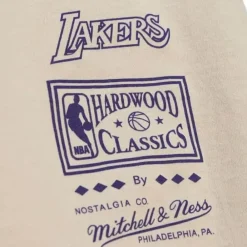 LAKERS
HARDWOOD
NBA
CLASSICS
By
NOSTALGIA CO.
Mitchell & Ness
PHILADELPHIA, PA.